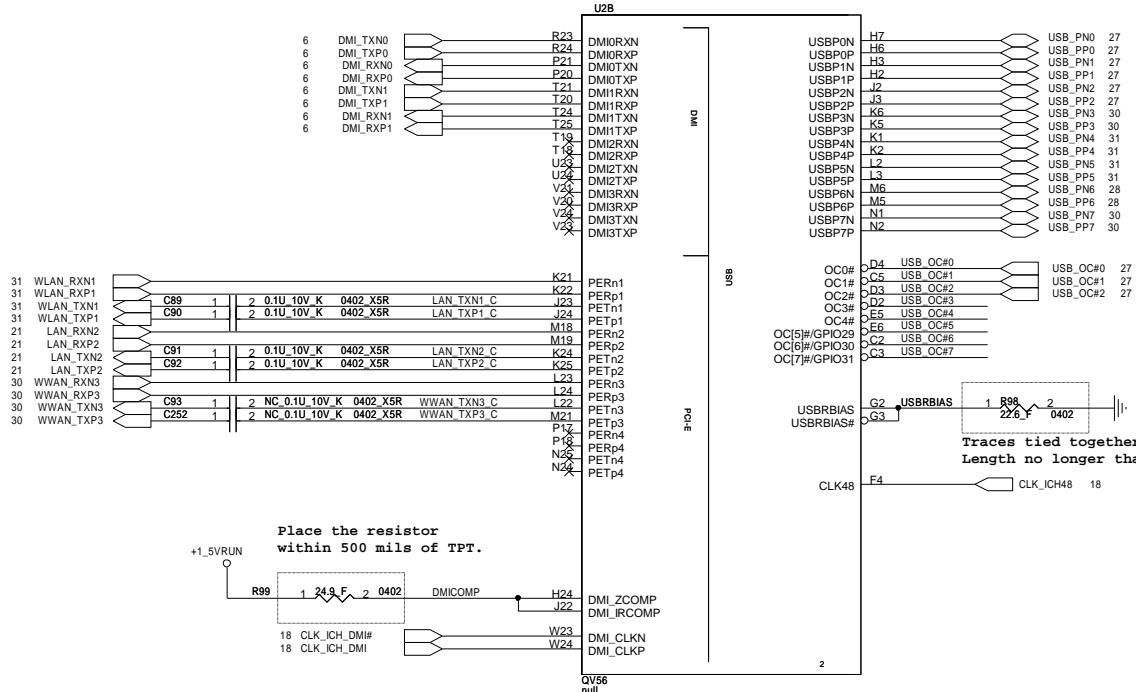 U2B
6 DMI_TXN0 R23 DMI0RXN
6 DMI_TXP0 R24 DMI0RXP
6 DMI_RXN0 P21 DMI0TXN
6 DMI_RXP0 P20 DMI0TXP
6 DMI_TXN1 T21 DMI1RXN
6 DMI_TXP1 T20 DMI1RXP
6 DMI_RXN1 T24 DMI1TXN
6 DMI_RXP1 T25 DMI1TXP
T19 DMI2RXN
T18 DMI2RXP
U23 DMI2TXN
U24 DMI2TXP
V21 DMI3RXN
V20 DMI3RXP
V24 DMI3TXN
V23 DMI3TXP
DMI
USBP0N H7 USB_PN0 27
USBP0P H6 USB_PP0 27
USBP1N H3 USB_PN1 27
USBP1P H2 USB_PP1 27
USBP2N J2 USB_PN2 27
USBP2P J3 USB_PP2 27
USBP3N K6 USB_PN3 30
USBP3P K5 USB_PP3 30
USBP4N K1 USB_PN4 31
USBP4P K2 USB_PP4 31
USBP5N L2 USB_PN5 31
USBP5P L3 USB_PP5 31
USBP6N M6 USB_PN6 28
USBP6P M5 USB_PP6 28
USBP7N N1 USB_PN7 30
USBP7P N2 USB_PP7 30
USB
31 WLAN_RXN1 K21 PERn1
31 WLAN_RXP1 K22 PERp1
31 WLAN_TXN1 C89 1 2 0.1U_10V_K 0402_X5R LAN_TXN1_C J23 PETn1
31 WLAN_TXP1 C90 1 2 0.1U_10V_K 0402_X5R LAN_TXP1_C J24 PETp1
21 LAN_RXN2 M18 PERn2
21 LAN_RXP2 M19 PERp2
21 LAN_TXN2 C91 1 2 0.1U_10V_K 0402_X5R LAN_TXN2_C K24 PETn2
21 LAN_TXP2 C92 1 2 0.1U_10V_K 0402_X5R LAN_TXP2_C K25 PETp2
30 WWAN_RXN3 L23 PERn3
30 WWAN_RXP3 L24 PERp3
30 WWAN_TXN3 C93 1 2 NC_0.1U_10V_K 0402_X5R WWAN_TXN3_C L22 PETn3
30 WWAN_TXP3 C252 1 2 NC_0.1U_10V_K 0402_X5R WWAN_TXP3_C M21 PETp3
P17 PERn4
P18 PERp4
N25 PETn4
N24 PETp4
PCI-E
OC0# D4 USB_OC#0 USB_OC#0 27
OC1# C5 USB_OC#1 USB_OC#1 27
OC2# D3 USB_OC#2 USB_OC#2 27
OC3# D2 USB_OC#3
OC4# E5 USB_OC#4
OC[5]#/GPIO29 E6 USB_OC#5
OC[6]#/GPIO30 C2 USB_OC#6
OC[7]#/GPIO31 C3 USB_OC#7
USBRBIAS G2 USBRBIAS 1 R98 2
USBRBIAS# G3 22.6_F 0402
Traces tied together
Length no longer tha
CLK48 F4 CLK_ICH48 18
Place the resistor
within 500 mils of TPT.
+1_5VRUN
R99 1 24.9_F 2 0402 DMICOMP H24 DMI_ZCOMP
J22 DMI_IRCOMP
18 CLK_ICH_DMI# W23 DMI_CLKN
18 CLK_ICH_DMI W24 DMI_CLKP
2
QV56
null